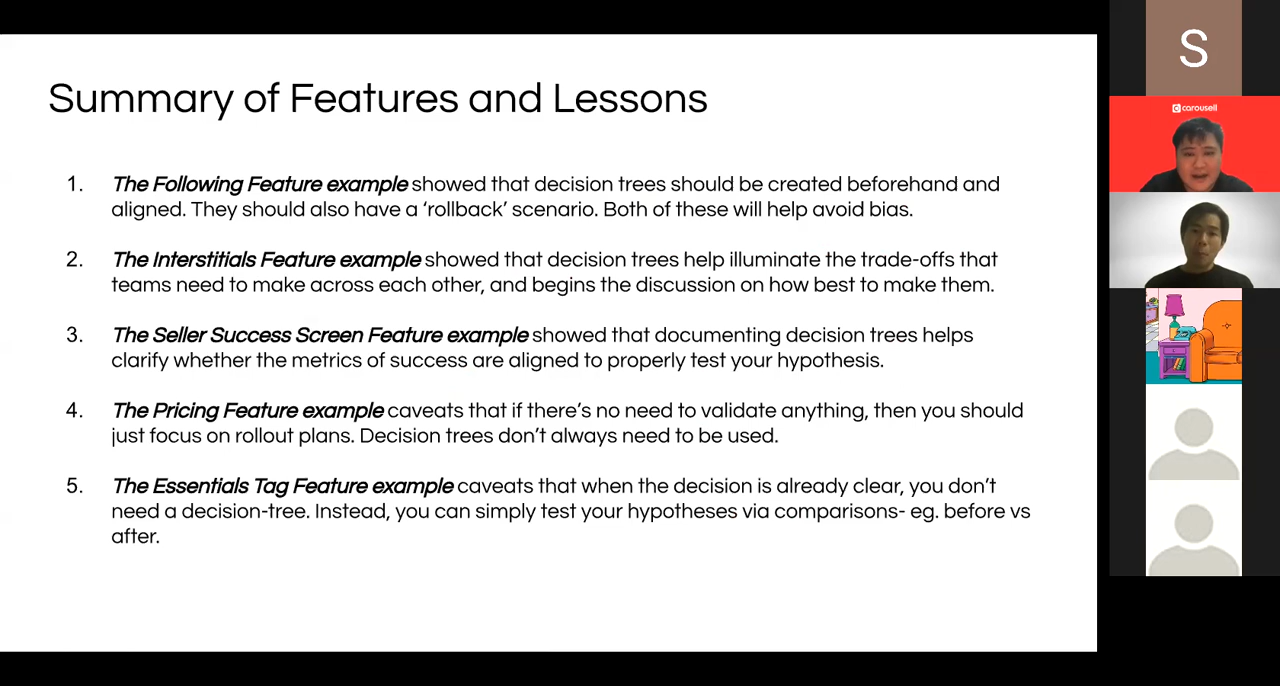 Summary of Features and Lessons
1. The Following Feature example showed that decision trees should be created beforehand and
aligned. They should also have a ‘rollback’ scenario. Both of these will help avoid bias.
2. The Interstitials Feature example showed that decision trees help illuminate the trade-offs that
teams need to make across each other, and begins the discussion on how best to make them.
3. The Seller Success Screen Feature example showed that documenting decision trees helps
clarify whether the metrics of success are aligned to properly test your hypothesis.
4. The Pricing Feature example caveats that if there’s no need to validate anything, then you should
just focus on rollout plans. Decision trees don’t always need to be used.
5. The Essentials Tag Feature example caveats that when the decision is already clear, you don’t
need a decision-tree. Instead, you can simply test your hypotheses via comparisons- eg. before vs
after.
S
carousell